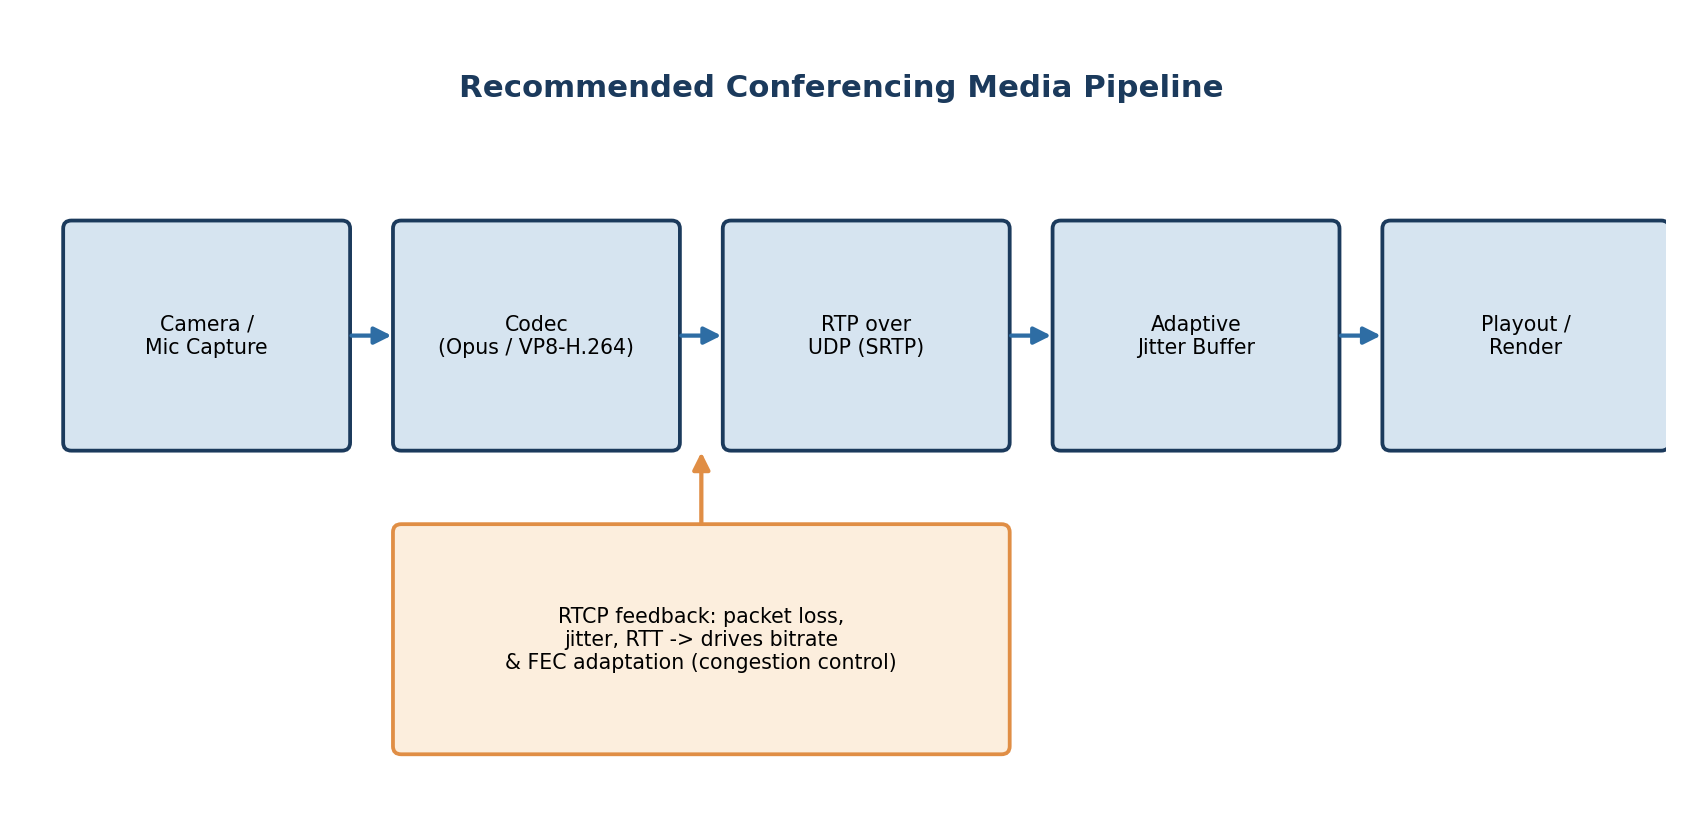 Recommended Conferencing Media Pipeline
Camera /
Mic Capture
Codec
(Opus / VP8-H.264)
RTP over
UDP (SRTP)
Adaptive
Jitter Buffer
Playout /
Render
RTCP feedback: packet loss,
jitter, RTT -> drives bitrate
& FEC adaptation (congestion control)